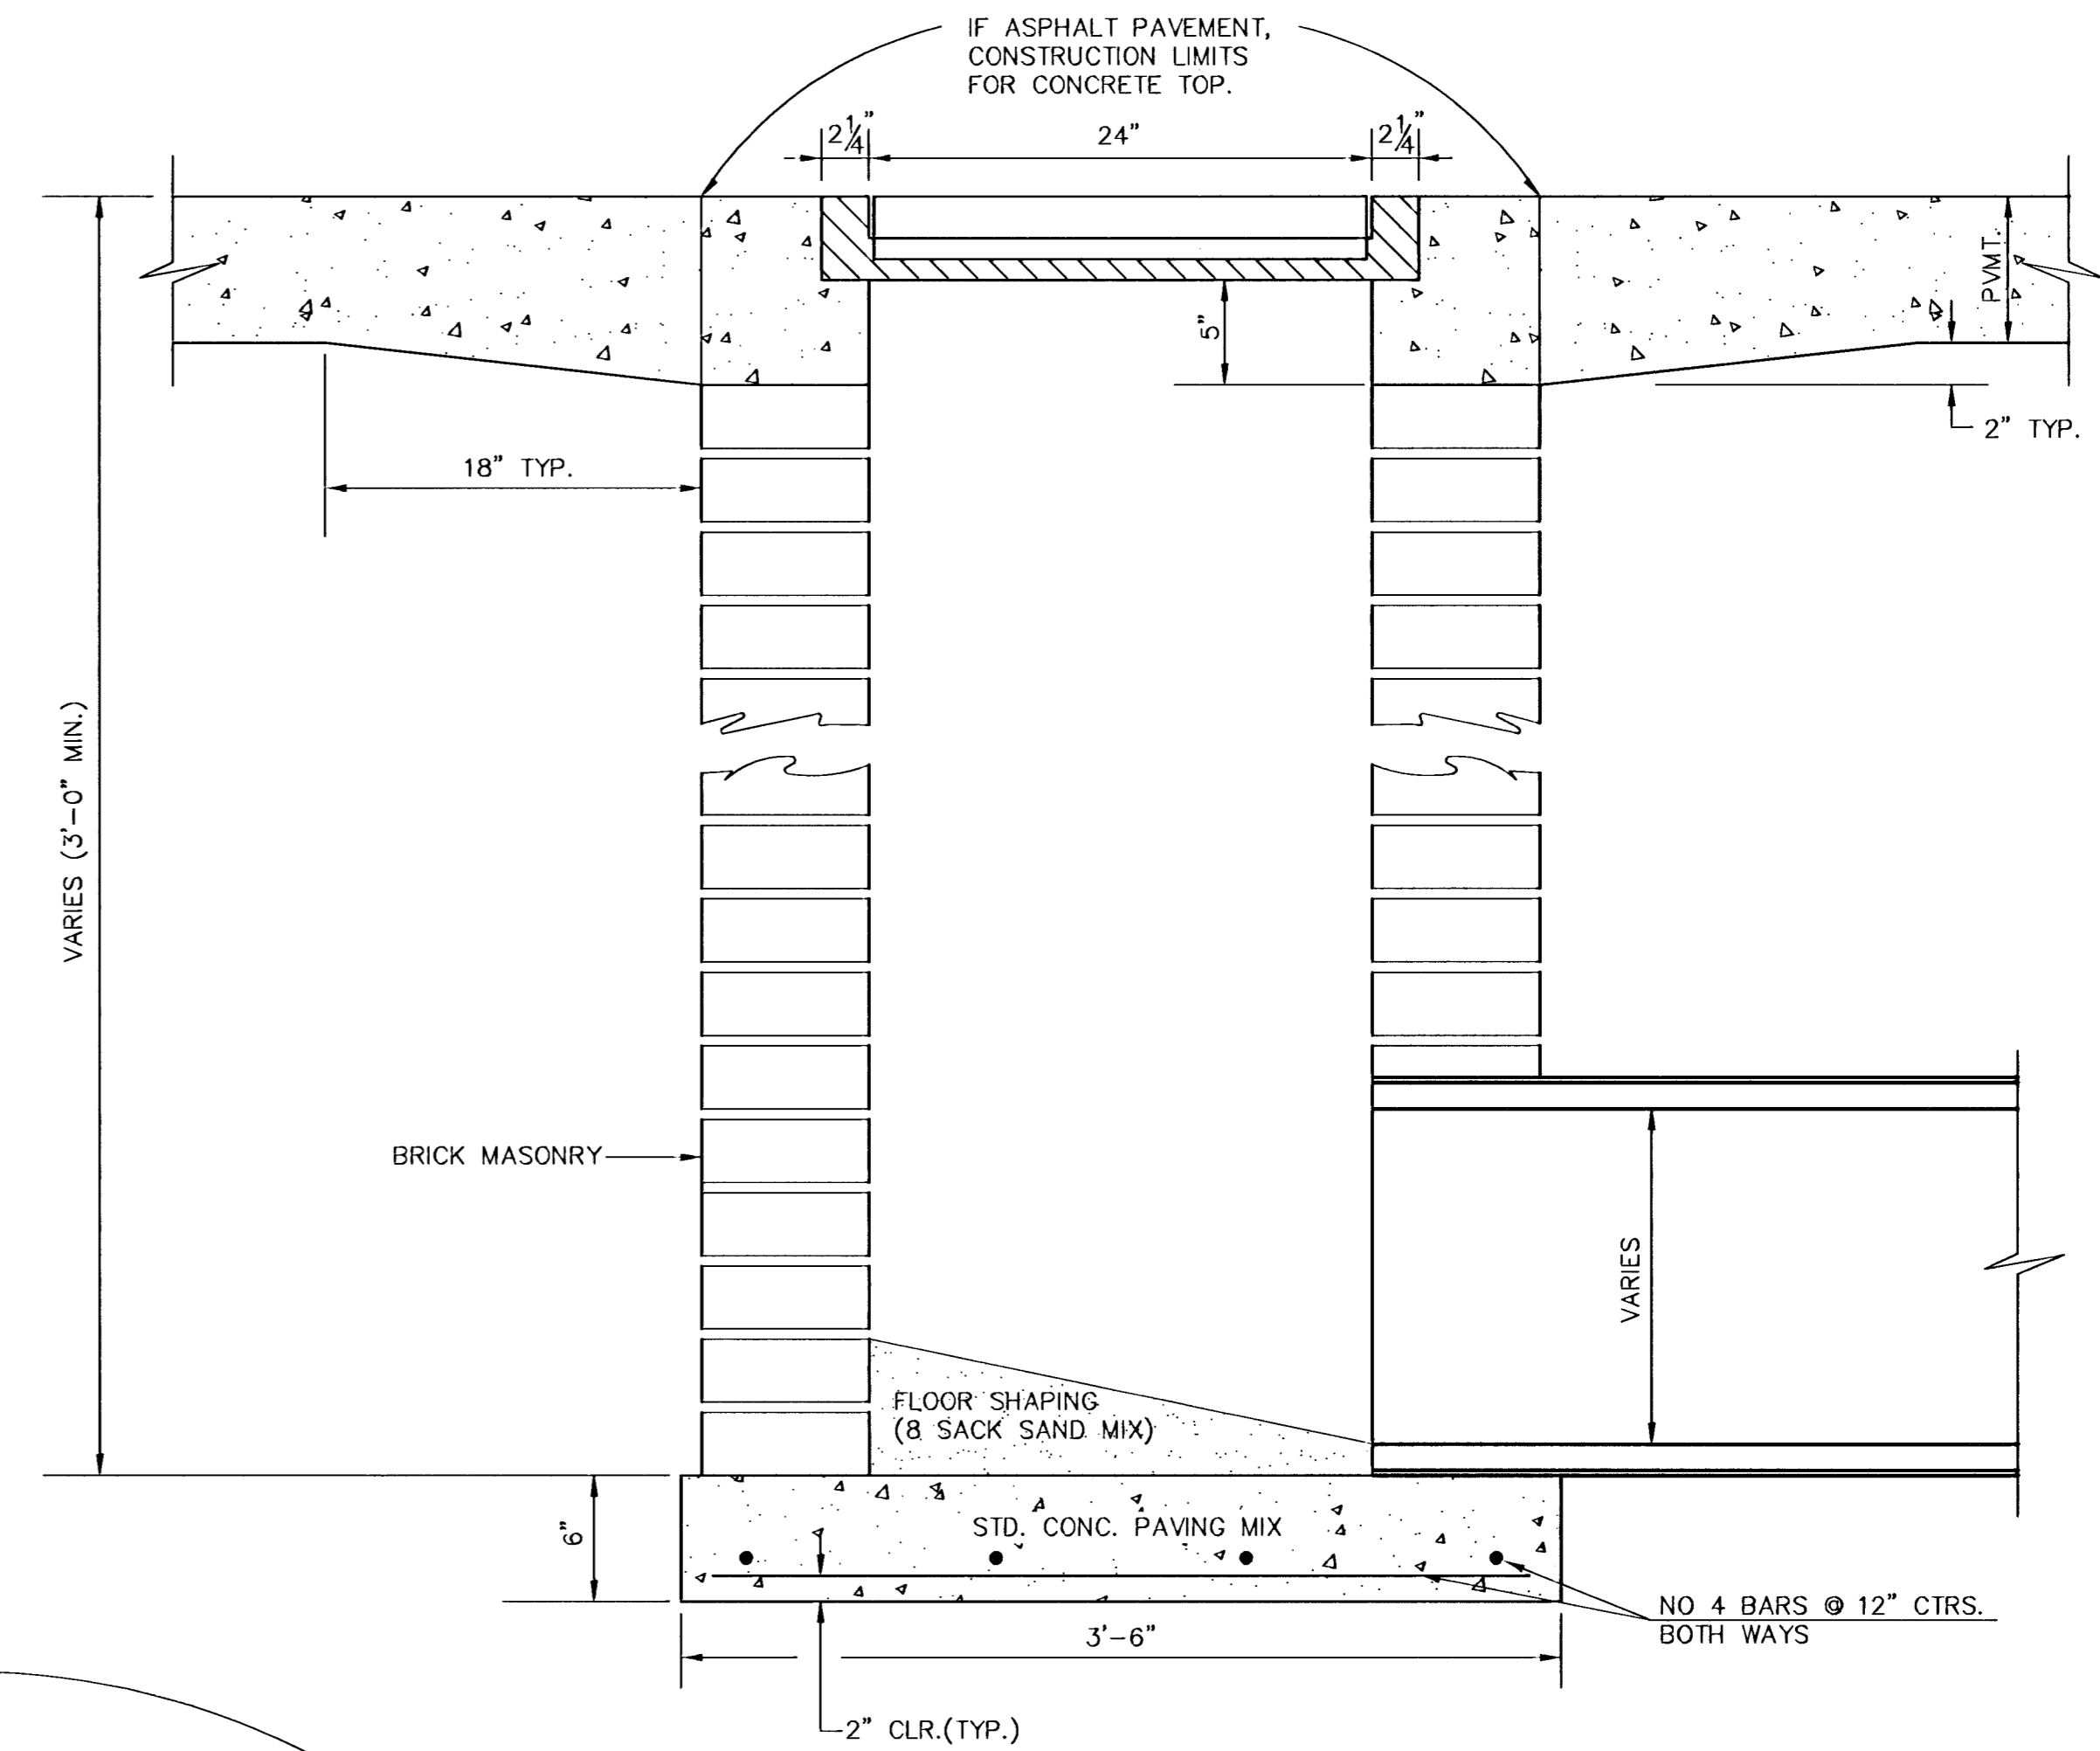 IF ASPHALT PAVEMENT,
CONSTRUCTION LIMITS
FOR CONCRETE TOP.
2¼"
24"
2¼"
PVMT.
5"
2" TYP.
18" TYP.
VARIES (3'-0" MIN.)
BRICK MASONRY
VARIES
FLOOR SHAPING
(8 SACK SAND MIX)
6"
STD. CONC. PAVING MIX
NO 4 BARS @ 12" CTRS.
BOTH WAYS
3'-6"
2" CLR.(TYP.)